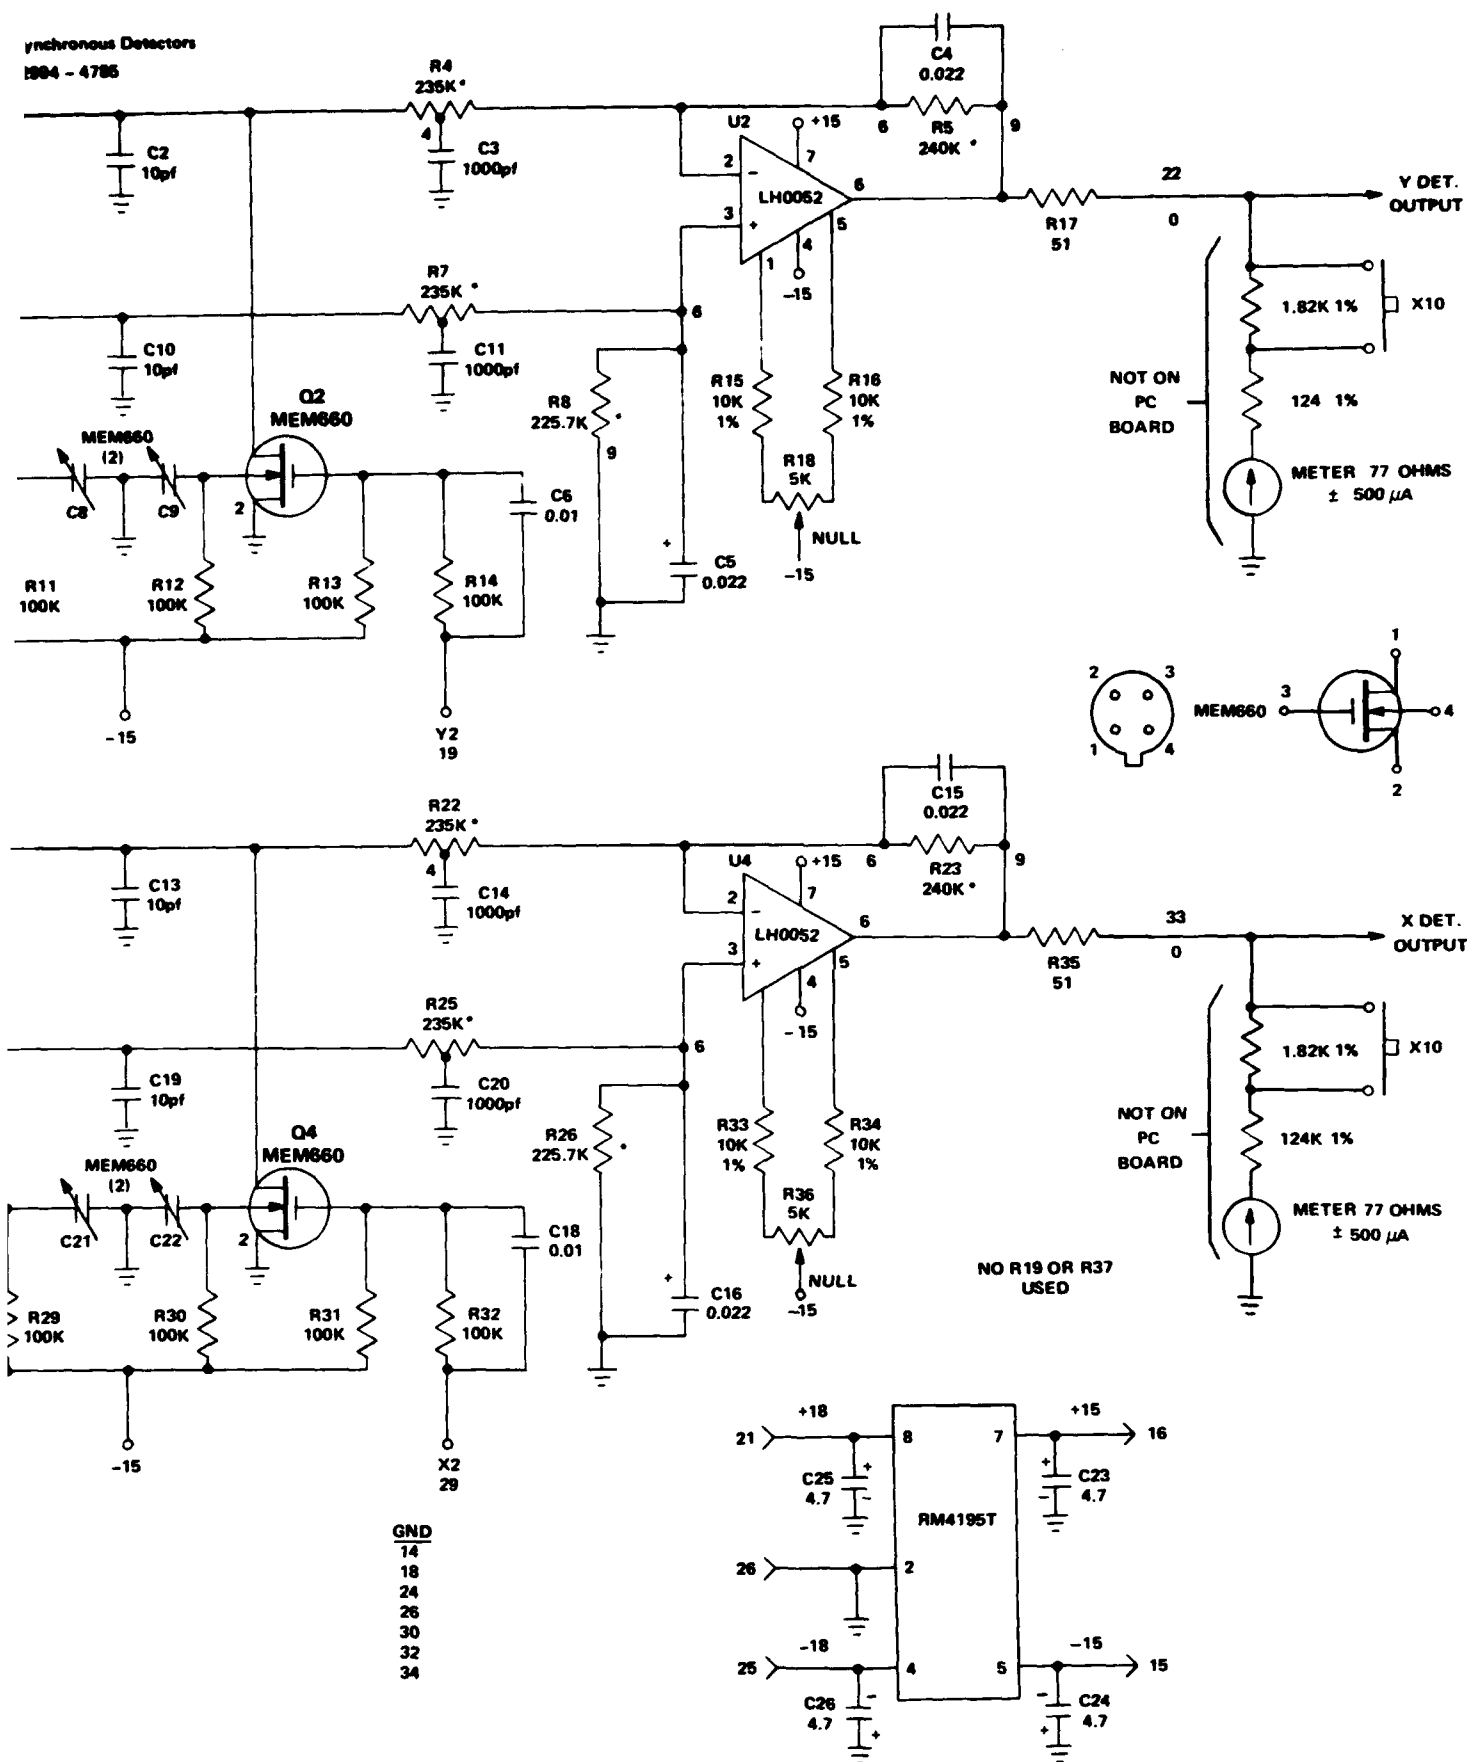 ynchronous Detectors
1994 - 4785
C4
0.022
R4
235K*
4
C3
1000pf
C2
10pf
6
R5
240K *
9
U2
+15
7
2
-
LH0052
6
3
+
5
4
1
-15
22
0
R17
51
Y DET.
OUTPUT
1.82K 1%
X10
NOT ON
PC
BOARD
124 1%
METER 77 OHMS
± 500 µA
R7
235K *
6
C10
10pf
C11
1000pf
Q2
MEM660
MEM660
(2)
C8
C9
2
R8
225.7K
*
9
R15
10K
1%
R16
10K
1%
R18
5K
NULL
-15
C6
0.01
+
C5
0.022
R11
100K
R12
100K
R13
100K
R14
100K
-15
Y2
19
2
3
1
4
MEM660
3
1
4
2
C15
0.022
R22
235K*
4
C14
1000pf
C13
10pf
6
R23
240K *
9
U4
+15
7
2
-
LH0052
6
3
+
5
4
-15
33
0
R35
51
X DET.
OUTPUT
1.82K 1%
X10
NOT ON
PC
BOARD
124K 1%
METER 77 OHMS
± 500 µA
R25
235K*
6
C19
10pf
C20
1000pf
Q4
MEM660
MEM660
(2)
C21
C22
2
R26
225.7K
*
R33
10K
1%
R34
10K
1%
R36
5K
NULL
-15
C18
0.01
+
C16
0.022
NO R19 OR R37
USED
R29
100K
R30
100K
R31
100K
R32
100K
-15
X2
29
GND
14
18
24
26
30
32
34
+18
+15
21
8
7
16
C25
4.7
+
-
+
-
C23
4.7
RM4195T
26
2
-18
-15
25
4
5
15
C26
4.7
-
+
-
+
C24
4.7